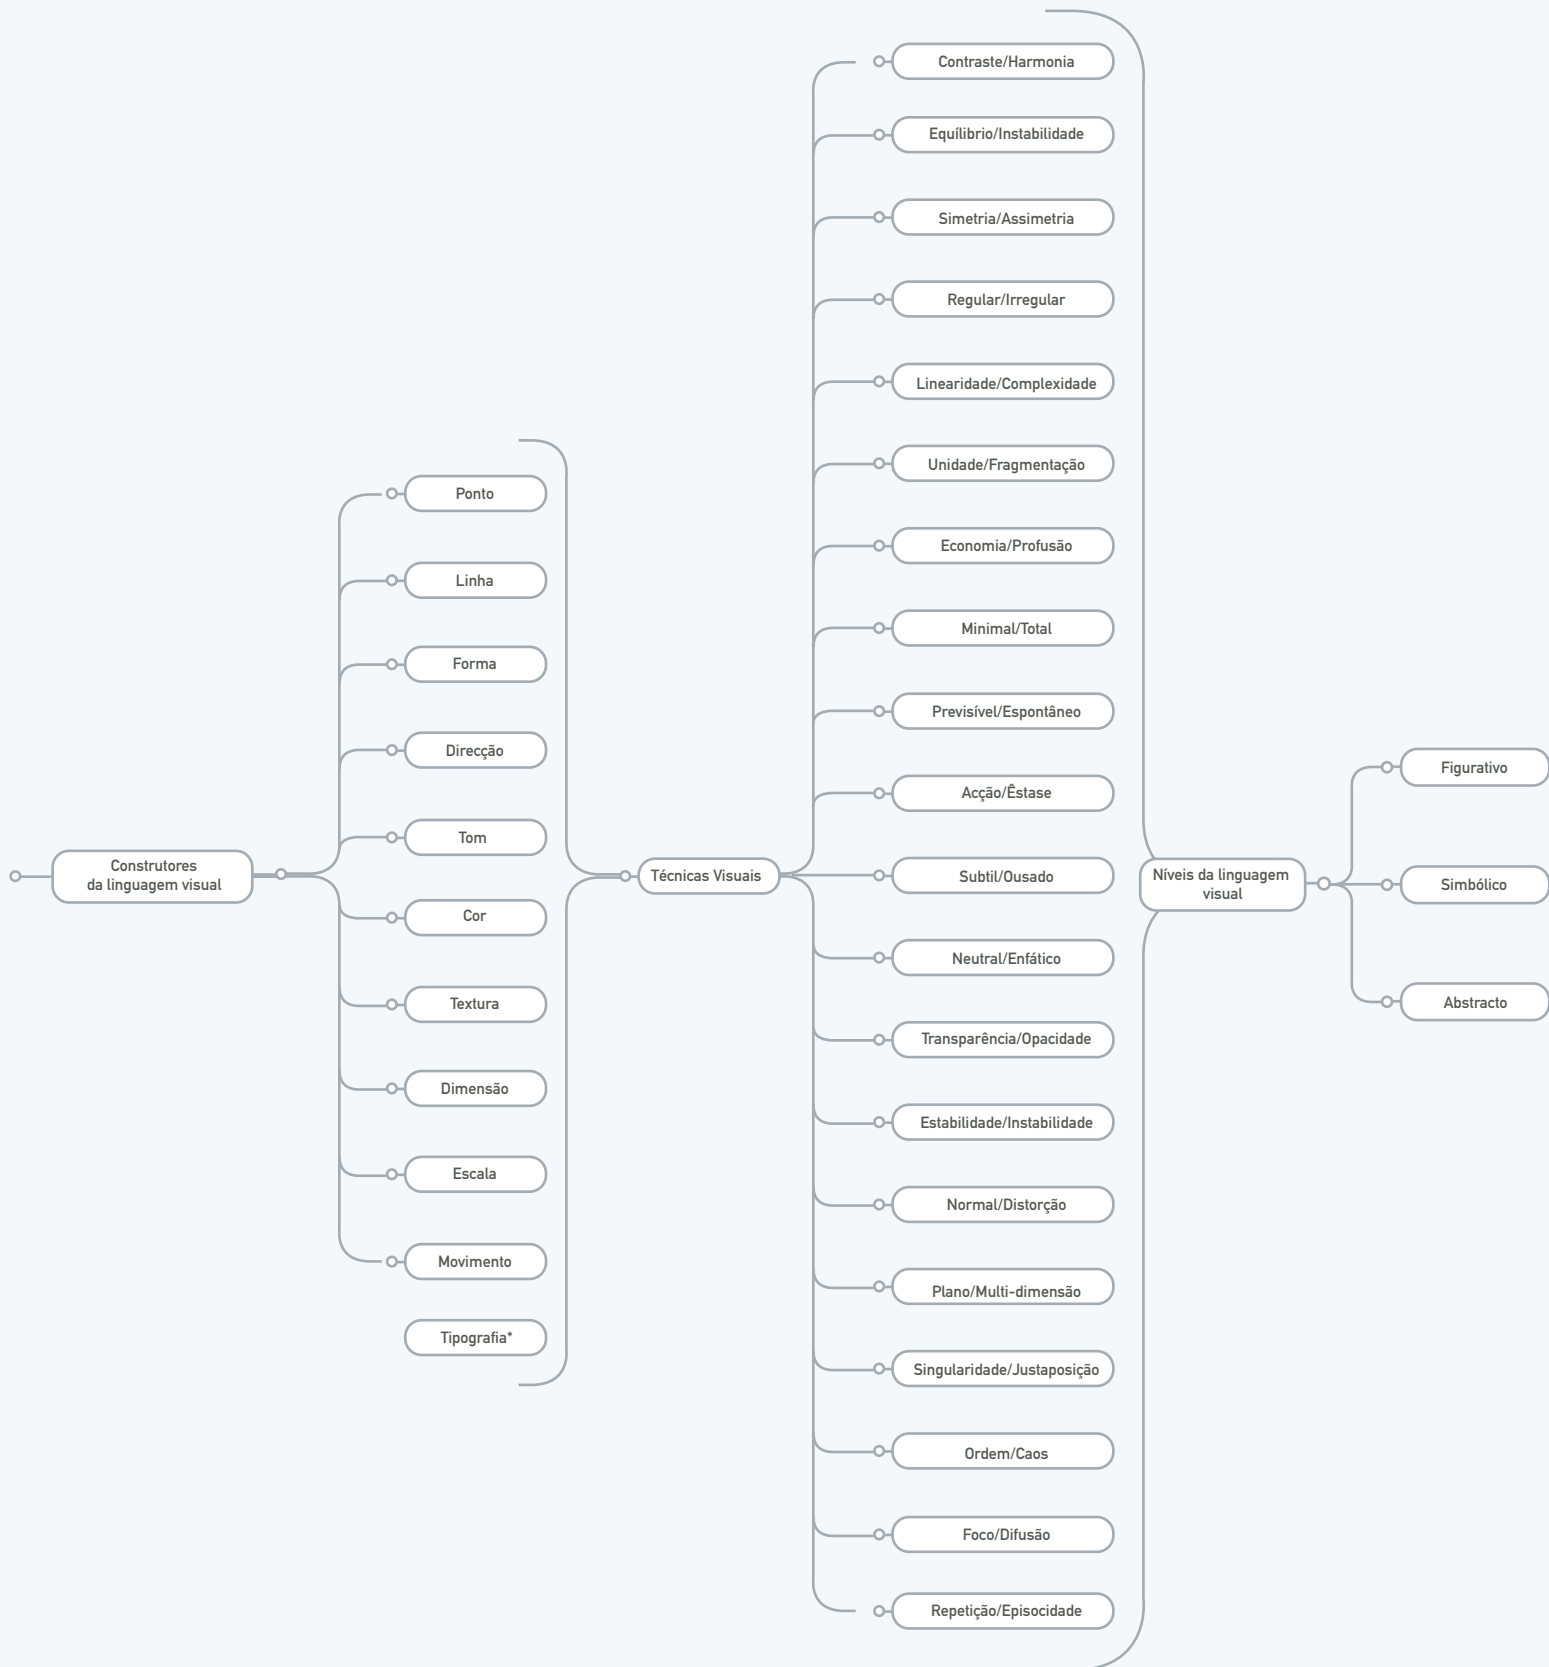 Construtores
da linguagem visual
Ponto
Linha
Forma
Direcção
Tom
Cor
Textura
Dimensão
Escala
Movimento
Tipografia*
Técnicas Visuais
Contraste/Harmonia
Equílibrio/Instabilidade
Simetria/Assimetria
Regular/Irregular
Linearidade/Complexidade
Unidade/Fragmentação
Economia/Profusão
Minimal/Total
Previsível/Espontâneo
Acção/Êstase
Subtil/Ousado
Neutral/Enfático
Transparência/Opacidade
Estabilidade/Instabilidade
Normal/Distorção
Plano/Multi-dimensão
Singularidade/Justaposição
Ordem/Caos
Foco/Difusão
Repetição/Episocidade
Níveis da linguagem
visual
Figurativo
Simbólico
Abstracto